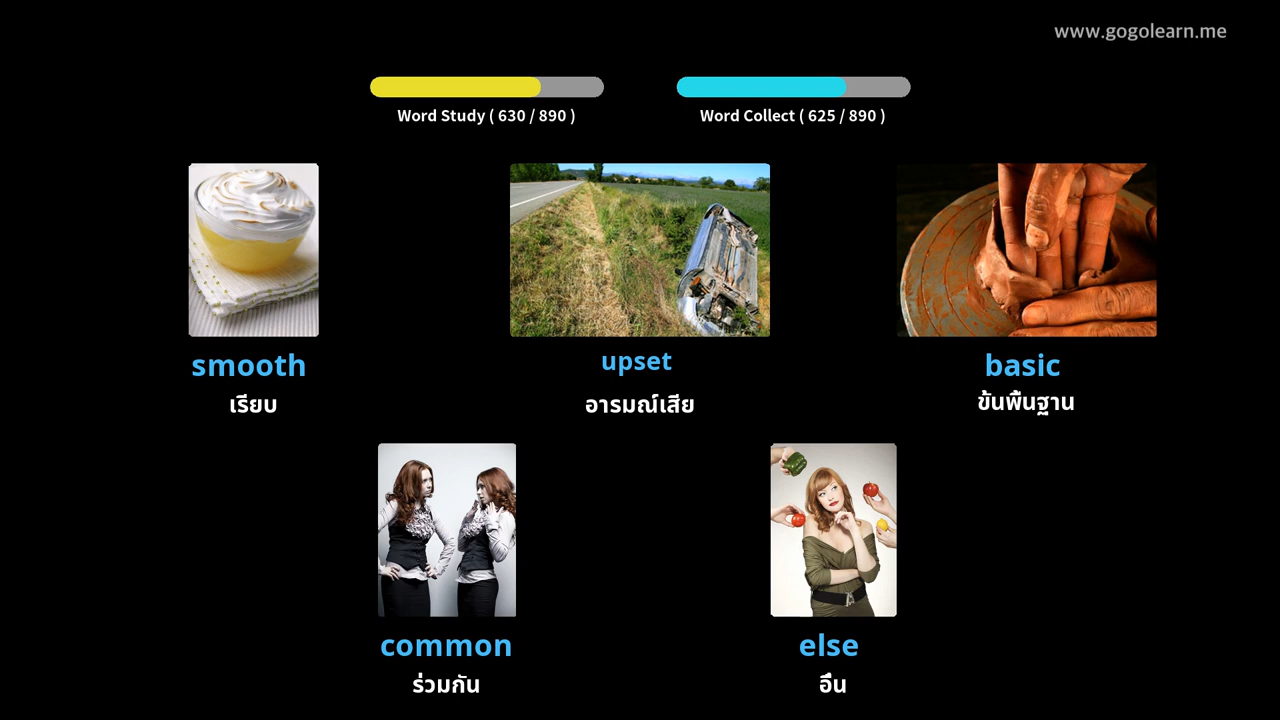 www.gogolearn.me
Word Study ( 630 / 890 )
Word Collect ( 625 / 890 )
smooth
เรียบ
upset
อารมณ์เสีย
basic
ขั้นพื้นฐาน
common
ร่วมกัน
else
อื่น